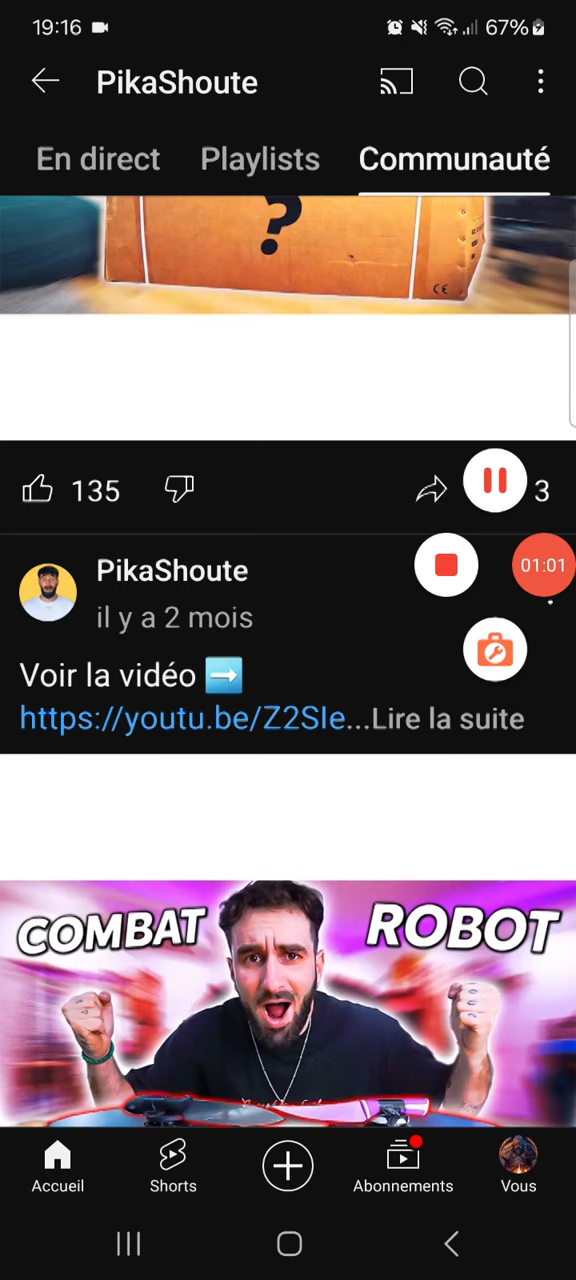 19:16 67%
PikaShoute
En direct Playlists Communauté
?
CE
135 3
PikaShoute
il y a 2 mois
01:01
Voir la vidéo ➡️
https://youtu.be/Z2SIe...Lire la suite
COMBAT ROBOT
Accueil Shorts Abonnements Vous